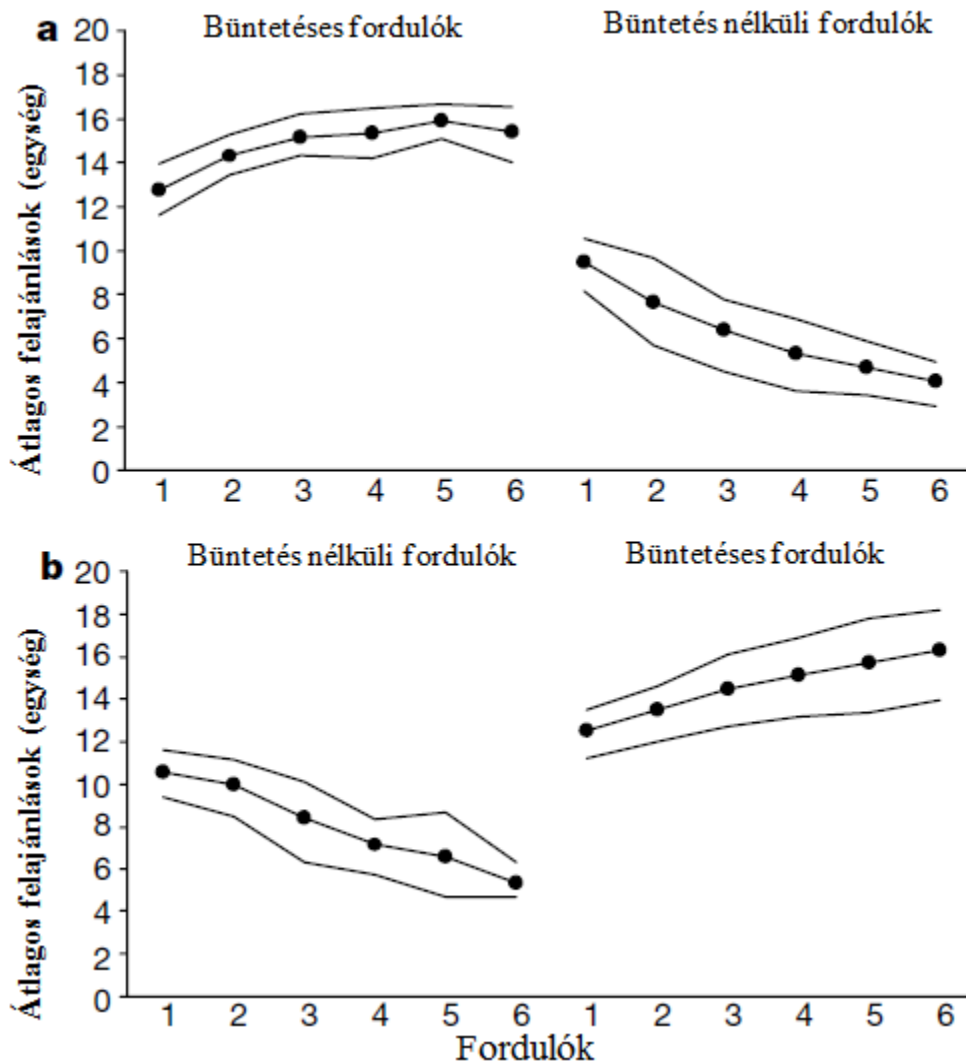 a
Büntetéses fordulók
Büntetés nélküli fordulók
Átlagos felajánlások (egység)
20
18
16
14
12
10
8
6
4
2
0
1 2 3 4 5 6 1 2 3 4 5 6
b
Büntetés nélküli fordulók
Büntetéses fordulók
Átlagos felajánlások (egység)
20
18
16
14
12
10
8
6
4
2
0
1 2 3 4 5 6 1 2 3 4 5 6
Fordulók